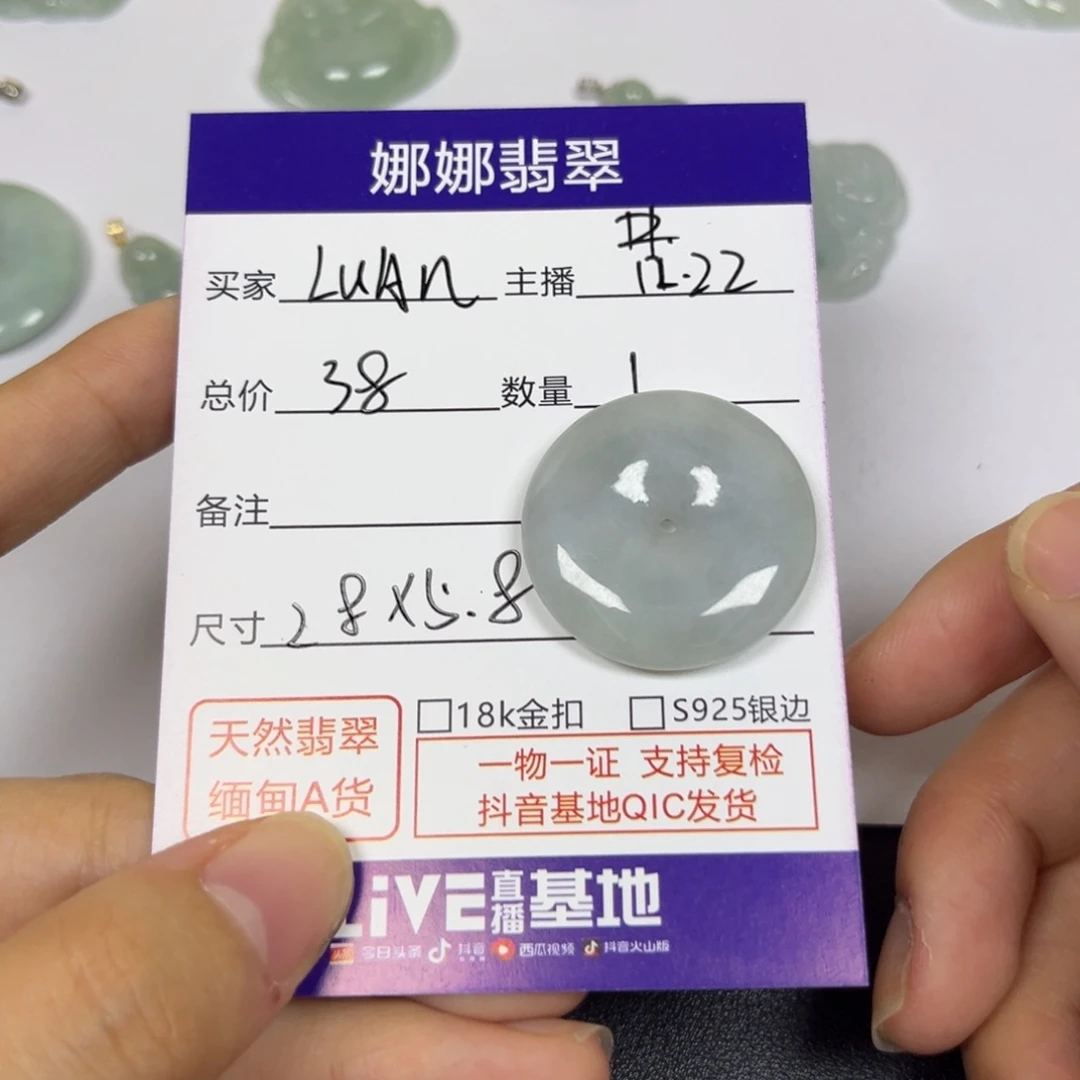 娜娜翡翠
买家 LUAN 主播 12.22
总价 38 数量 1
备注
尺寸 28X5.8
18k金扣 S925银边
天然翡翠
缅甸A货
一物一证 支持复检
抖音基地QIC发货
LiVE直播基地
今日头条 抖音 西瓜视频 抖音火山版